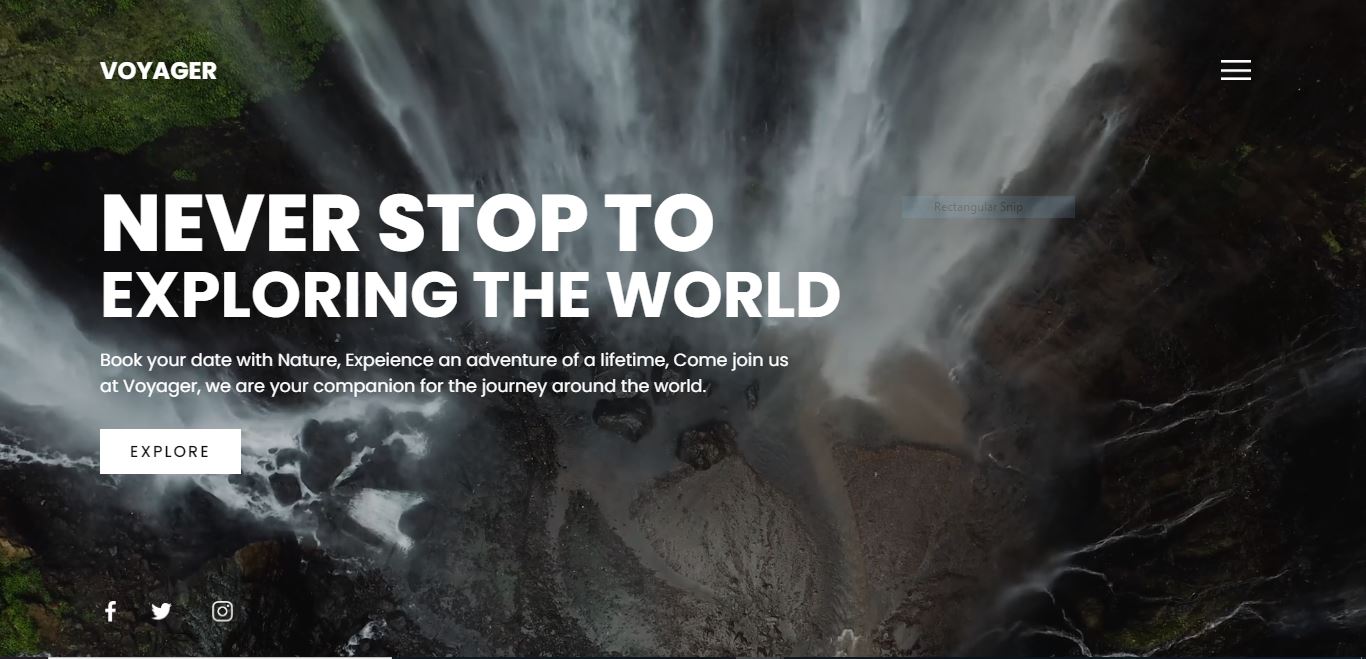 VOYAGER
NEVER STOP TO
EXPLORING THE WORLD
Rectangular Snip
Book your date with Nature, Expeience an adventure of a lifetime, Come join us
at Voyager, we are your companion for the journey around the world.
EXPLORE